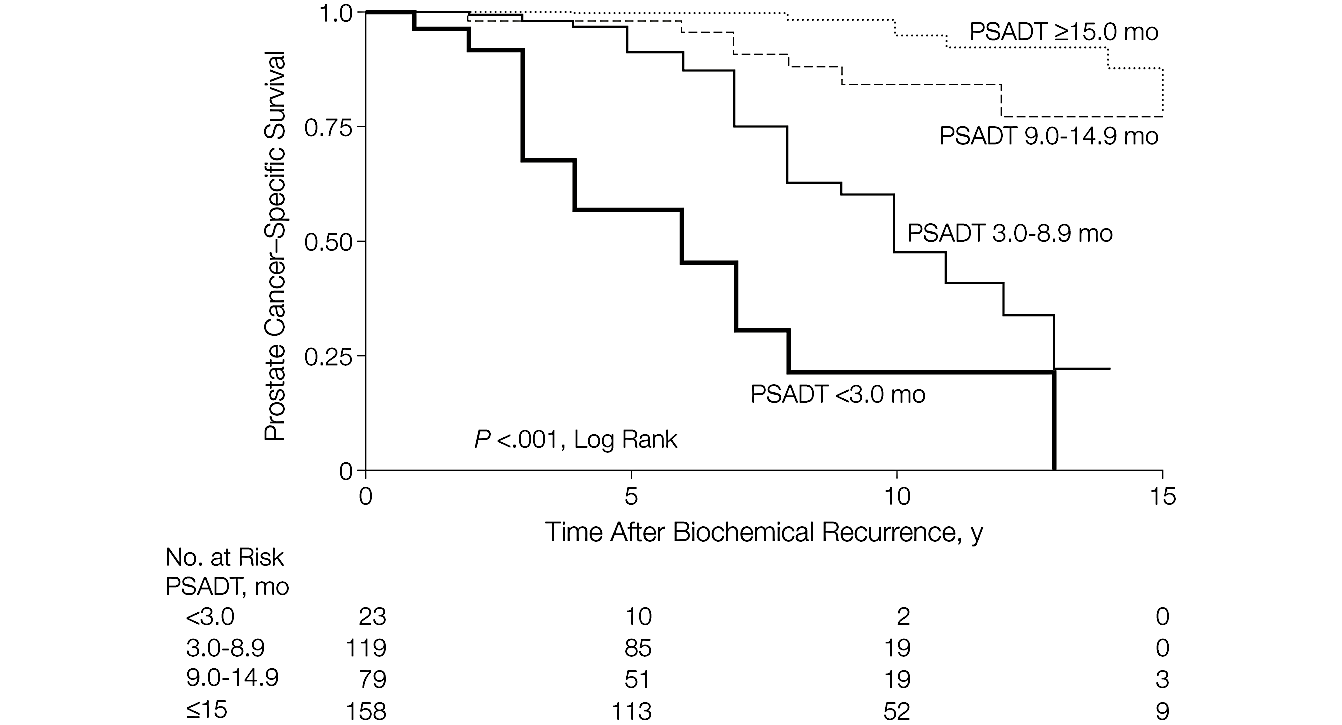 1.0
0.75
0.50
0.25
0
Prostate Cancer–Specific Survival
PSADT ≥15.0 mo
PSADT 9.0-14.9 mo
PSADT 3.0-8.9 mo
PSADT <3.0 mo
P <.001, Log Rank
0 5 10 15
Time After Biochemical Recurrence, y
No. at Risk
PSADT, mo
<3.0 23 10 2 0
3.0-8.9 119 85 19 0
9.0-14.9 79 51 19 3
≤15 158 113 52 9